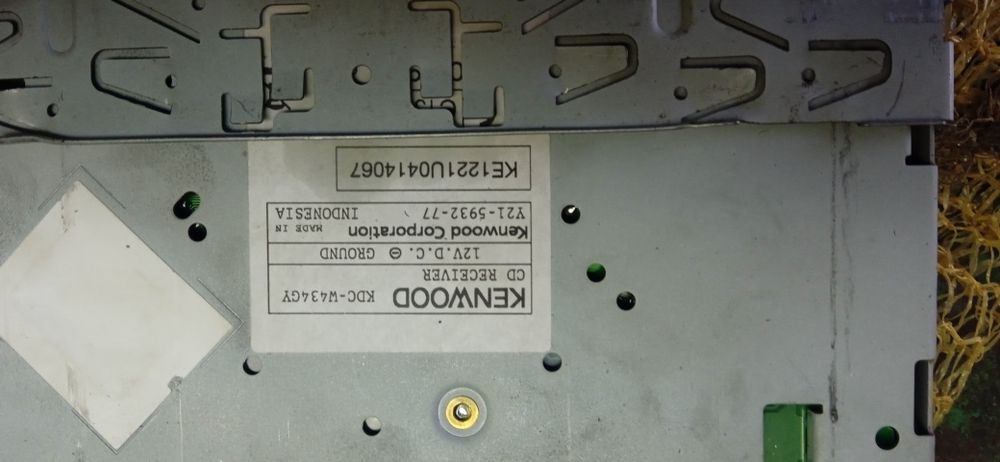 KENWOOD KDC-W434GY
CD RECEIVER
12V.D.C. ⊖ GROUND
Kenwood Corporation MADE IN
Y21-5932-77 INDONESIA
KE1221U0414067